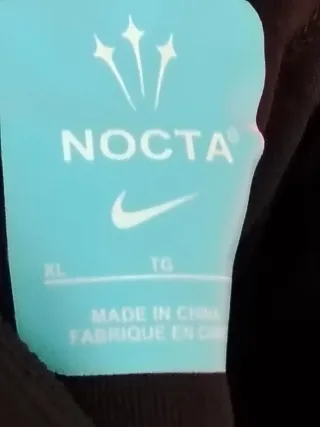 NOCTA®
XL TG
MADE IN CHINA
FABRIQUE EN